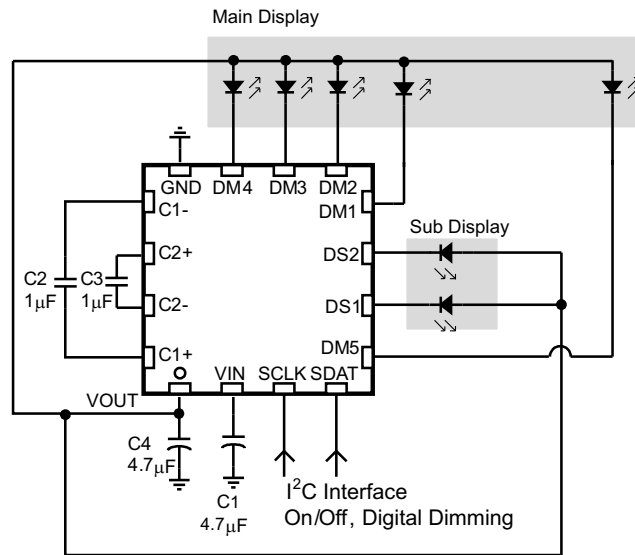 Main Display
GND DM4 DM3 DM2
C1- DM1
Sub Display
C2+ DS2
C2 C3
1µF 1µF
C2- DS1
C1+ DM5
VIN SCLK SDAT
VOUT
C4
4.7µF
C1
4.7µF
I²C Interface
On/Off, Digital Dimming